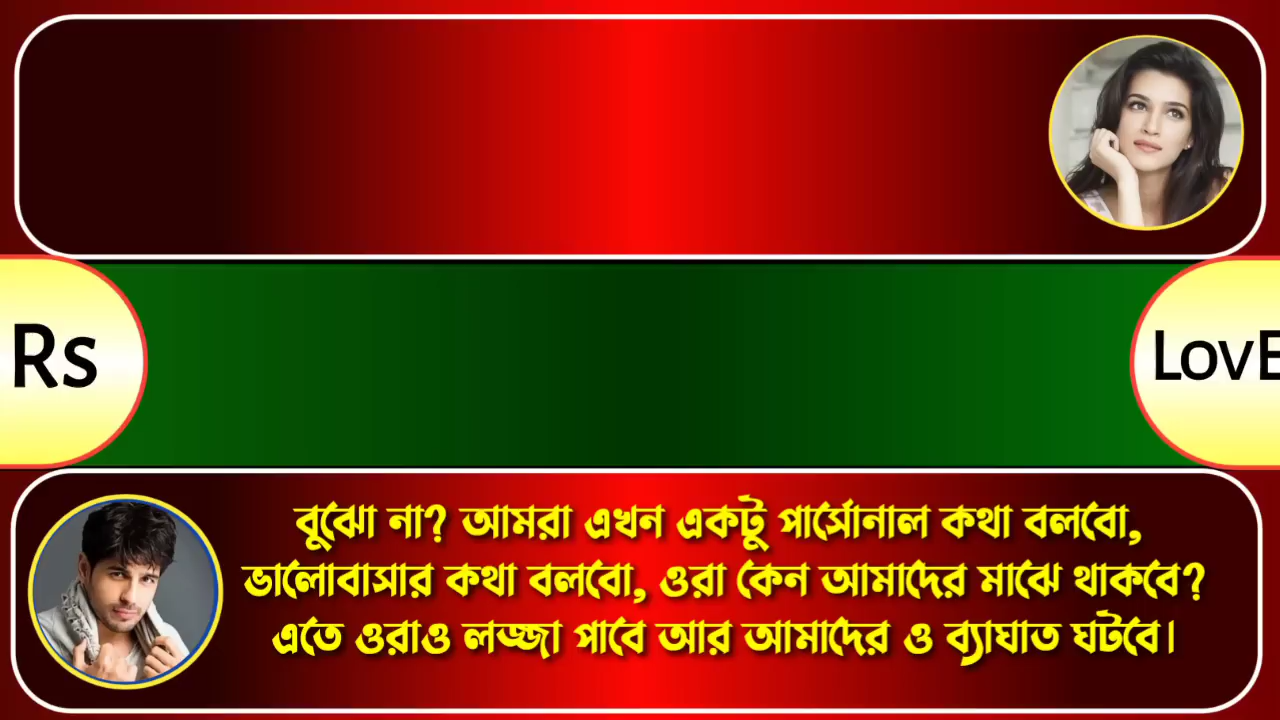 Rs
LovE
বুঝো না? আমরা এখন একটু পার্সোনাল কথা বলবো,
ভালোবাসার কথা বলবো, ওরা কেন আমাদের মাঝে থাকবে?
এতে ওরাও লজ্জা পাবে আর আমাদের ও ব্যাঘাত ঘটবে।